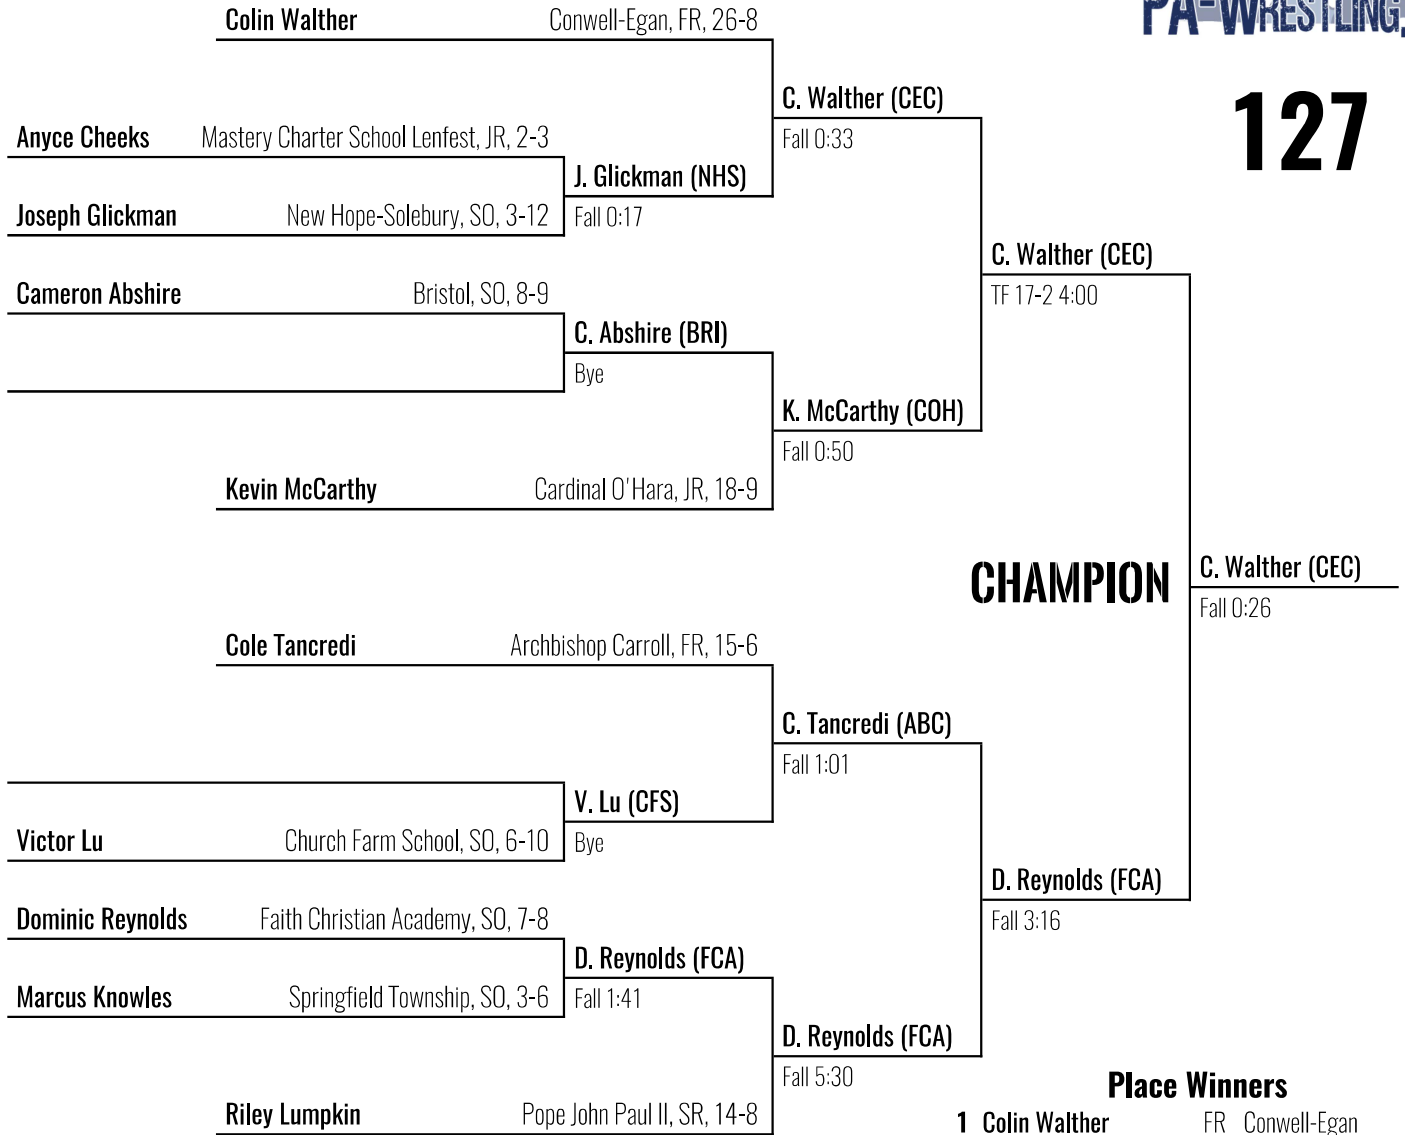 PA-WRESTLING.
127
Colin Walther Conwell-Egan, FR, 26-8
C. Walther (CEC)
Fall 0:33
Anyce Cheeks Mastery Charter School Lenfest, JR, 2-3
J. Glickman (NHS)
Fall 0:17
Joseph Glickman New Hope-Solebury, SO, 3-12
C. Walther (CEC)
TF 17-2 4:00
Cameron Abshire Bristol, SO, 8-9
C. Abshire (BRI)
Bye
K. McCarthy (COH)
Fall 0:50
Kevin McCarthy Cardinal O'Hara, JR, 18-9
CHAMPION
C. Walther (CEC)
Fall 0:26
Cole Tancredi Archbishop Carroll, FR, 15-6
C. Tancredi (ABC)
Fall 1:01
V. Lu (CFS)
Bye
Victor Lu Church Farm School, SO, 6-10
D. Reynolds (FCA)
Fall 3:16
Dominic Reynolds Faith Christian Academy, SO, 7-8
D. Reynolds (FCA)
Fall 1:41
Marcus Knowles Springfield Township, SO, 3-6
D. Reynolds (FCA)
Fall 5:30
Riley Lumpkin Pope John Paul II, SR, 14-8
Place Winners
1 Colin Walther FR Conwell-Egan